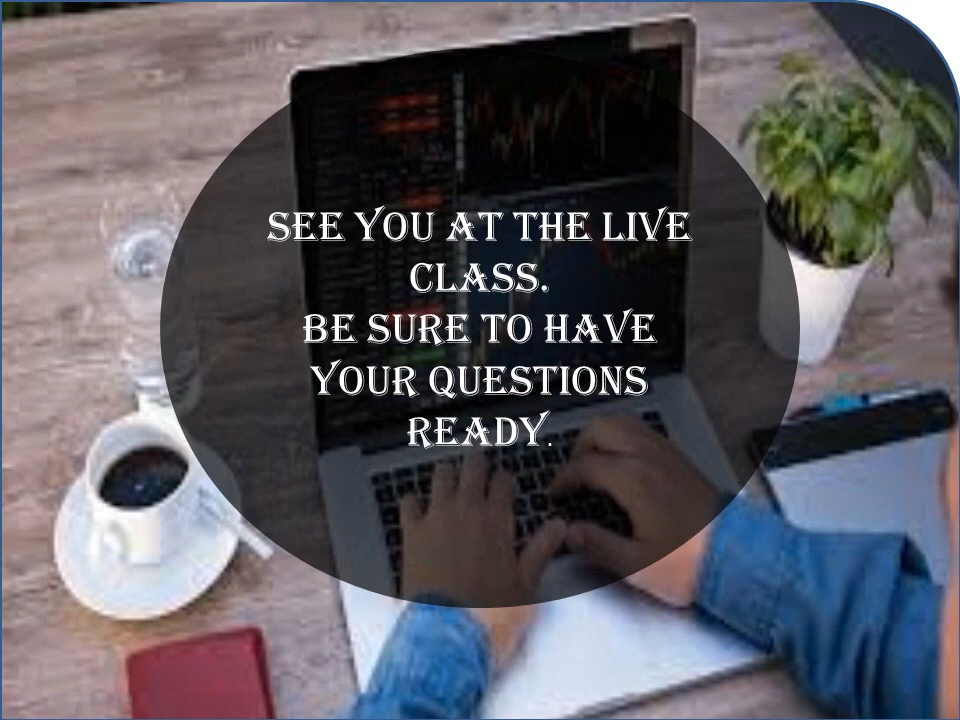 SEE YOU AT THE LIVE
CLASS.
BE SURE TO HAVE
YOUR QUESTIONS
READY.